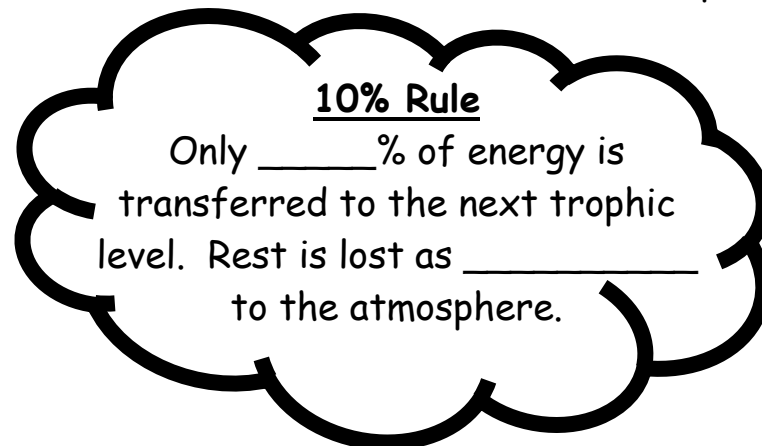 10% Rule
Only _____% of energy is
transferred to the next trophic
level. Rest is lost as __________
to the atmosphere.